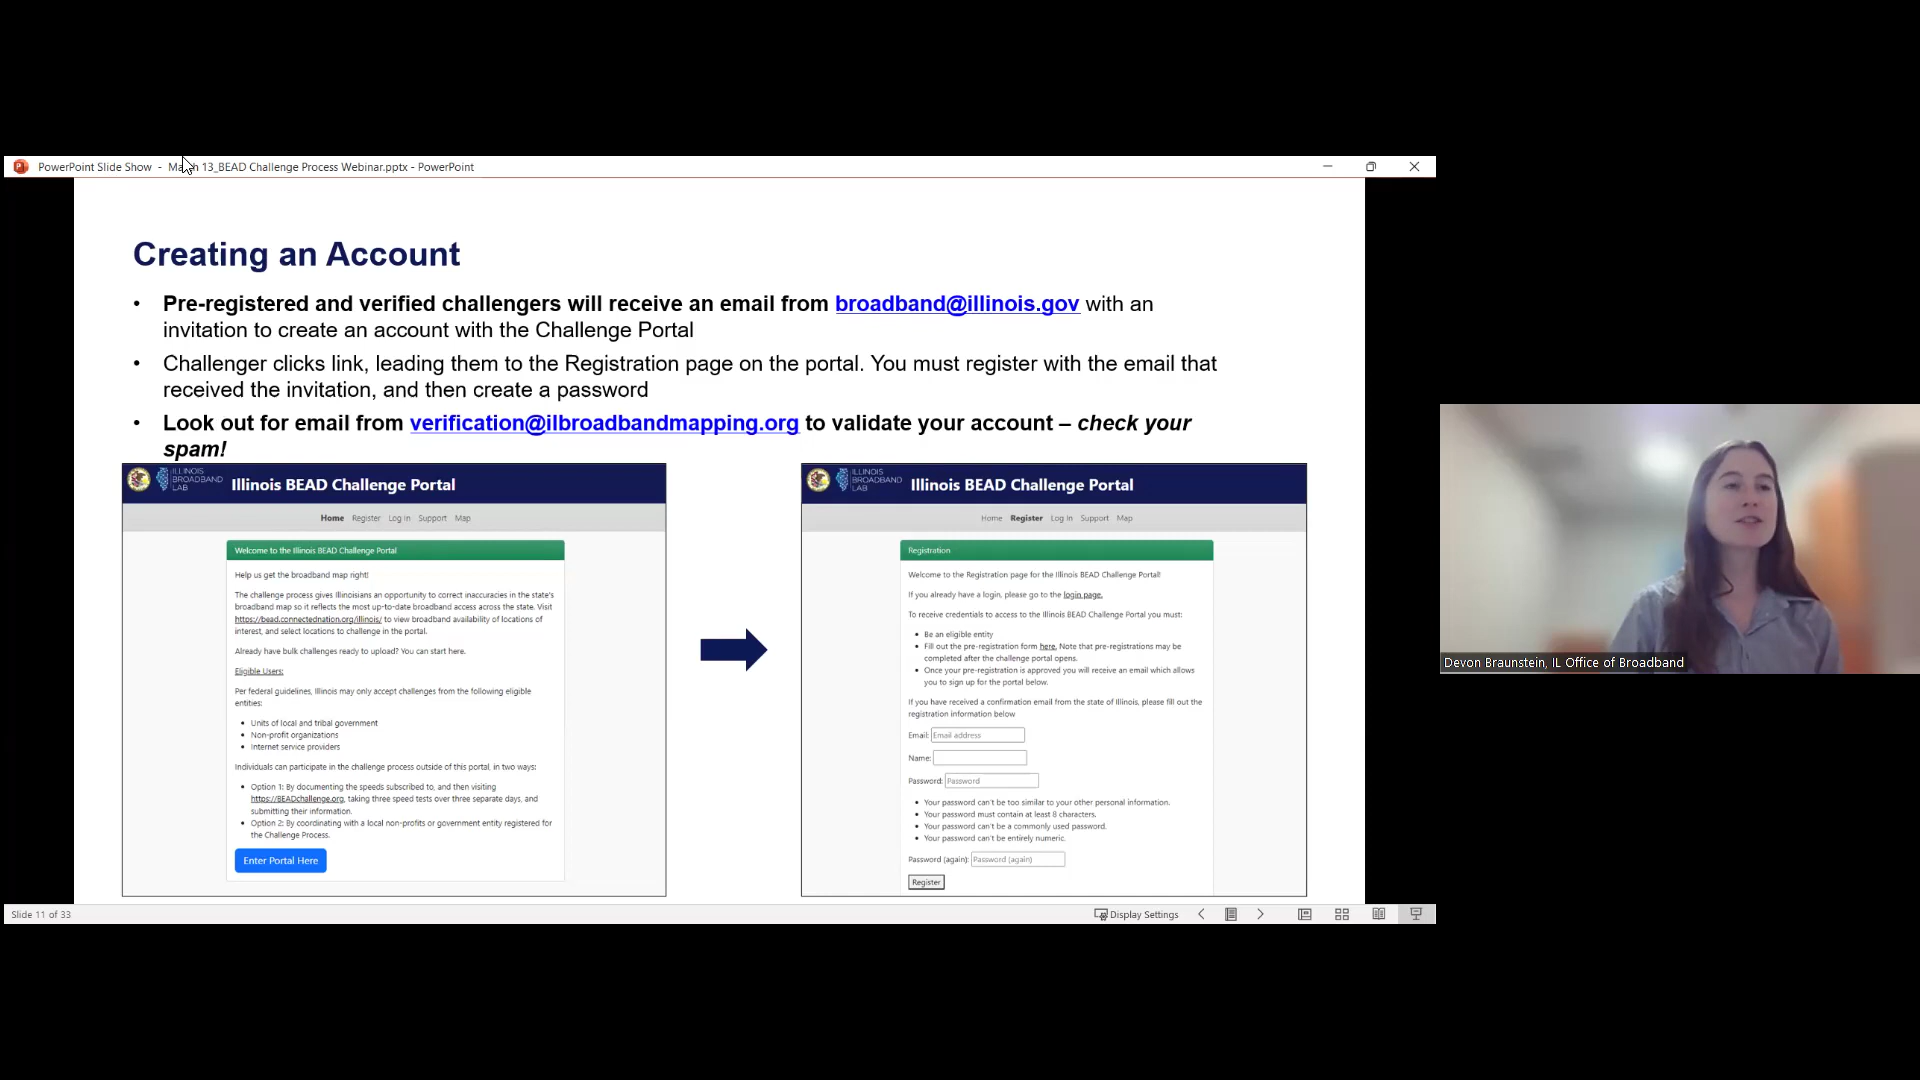 PowerPoint Slide Show - March 13_BEAD Challenge Process Webinar.pptx - PowerPoint
Creating an Account
• Pre-registered and verified challengers will receive an email from broadband@illinois.gov with an
invitation to create an account with the Challenge Portal
• Challenger clicks link, leading them to the Registration page on the portal. You must register with the email that
received the invitation, and then create a password
• Look out for email from verification@ilbroadbandmapping.org to validate your account – check your
spam!
ILLINOIS
BROADBAND
LAB
Illinois BEAD Challenge Portal
Home Register Log in Support Map
Welcome to the Illinois BEAD Challenge Portal
Help us get the broadband map right!
The challenge process gives Illinoisians an opportunity to correct inaccuracies in the state's
broadband map so it reflects the most up-to-date broadband access across the state. Visit
https://bead.connectednation.org/illinois/ to view broadband availability of locations of
interest, and select locations to challenge in the portal.
Already have bulk challenges ready to upload? You can start here.
Eligible Users:
Per federal guidelines, Illinois may only accept challenges from the following eligible
entities:
• Units of local and tribal government
• Non-profit organizations
• Internet service providers
Individuals can participate in the challenge process outside of this portal, in two ways:
• Option 1: By documenting the speeds subscribed to, and then visiting
https://BEADchallenge.org, taking three speed tests over three separate days, and
submitting their information.
• Option 2: By coordinating with a local non-profits or government entity registered for
the Challenge Process.
Enter Portal Here
ILLINOIS
BROADBAND
LAB
Illinois BEAD Challenge Portal
Home Register Log in Support Map
Registration
Welcome to the Registration page for the Illinois BEAD Challenge Portal!
If you already have a login, please go to the login page.
To receive credentials to access to the Illinois BEAD Challenge Portal you must:
• Be an eligible entity
• Fill out the pre-registration form here. Note that pre-registrations may be
completed after the challenge portal opens.
• Once your pre-registration is approved you will receive an email which allows
you to sign up for the portal below.
If you have received a confirmation email from the state of Illinois, please fill out the
registration information below
Email: Email address
Name:
Password: Password
• Your password can't be too similar to your other personal information.
• Your password must contain at least 8 characters.
• Your password can't be a commonly used password.
• Your password can't be entirely numeric.
Password (again): Password (again)
Register
Devon Braunstein, IL Office of Broadband
Slide 11 of 33
Display Settings